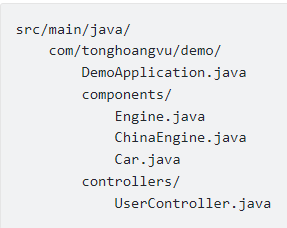 src/main/java/
    com/tonghoangvu/demo/
        DemoApplication.java
        components/
            Engine.java
            ChinaEngine.java
            Car.java
        controllers/
            UserController.java